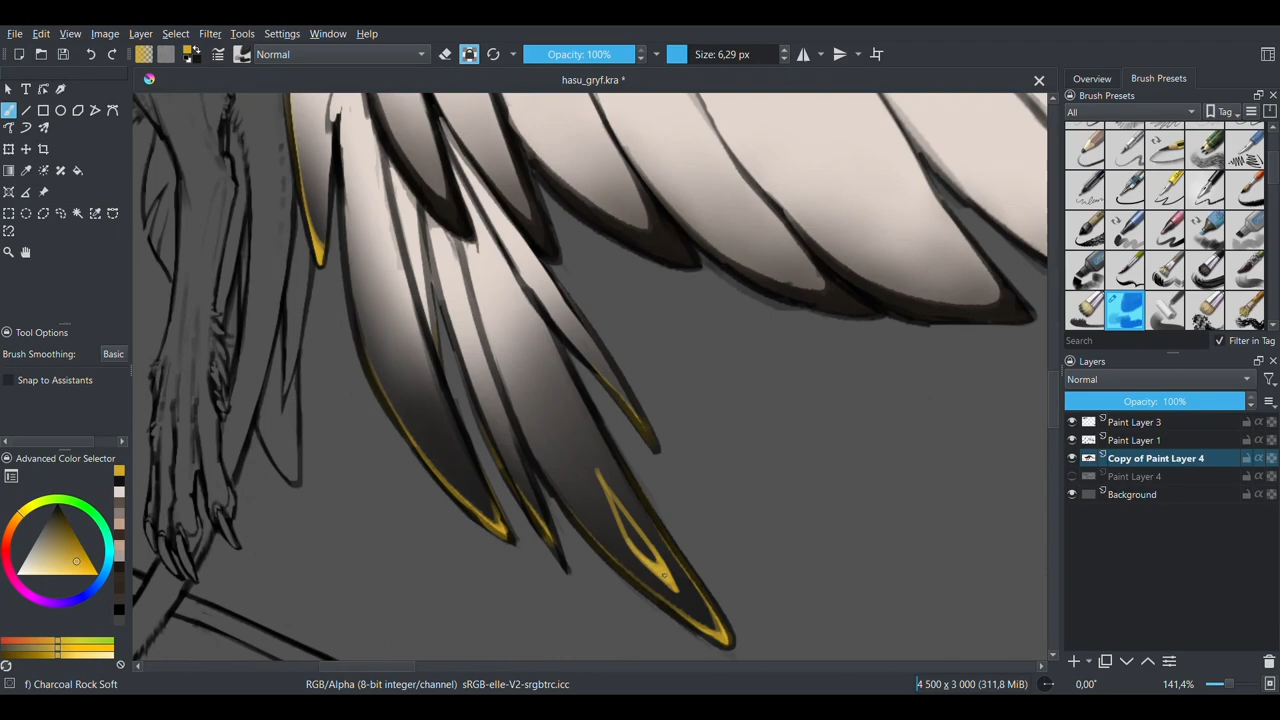 File Edit View Image Layer Select Filter Tools Settings Window Help
Normal Opacity: 100% Size: 6,29 px
hasu_gryf.kra *
Overview Brush Presets
Brush Presets
All Tag
Tool Options
Brush Smoothing: Basic
Snap to Assistants
Search Filter in Tag
Layers
Normal
Opacity: 100%
Paint Layer 3
Paint Layer 1
Copy of Paint Layer 4
Paint Layer 4
Background
Advanced Color Selector
f) Charcoal Rock Soft RGB/Alpha (8-bit integer/channel) sRGB-elle-V2-srgbtrc.icc 4 500 x 3 000 (311,8 MiB) 0,00° 141,4%